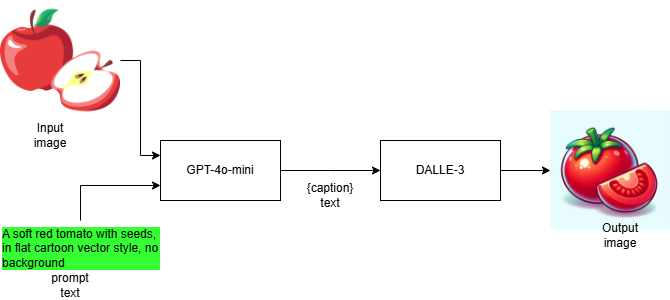 Input
image
GPT-4o-mini
{caption}
text
DALLE-3
Output
image
A soft red tomato with seeds,
in flat cartoon vector style, no
background
prompt
text